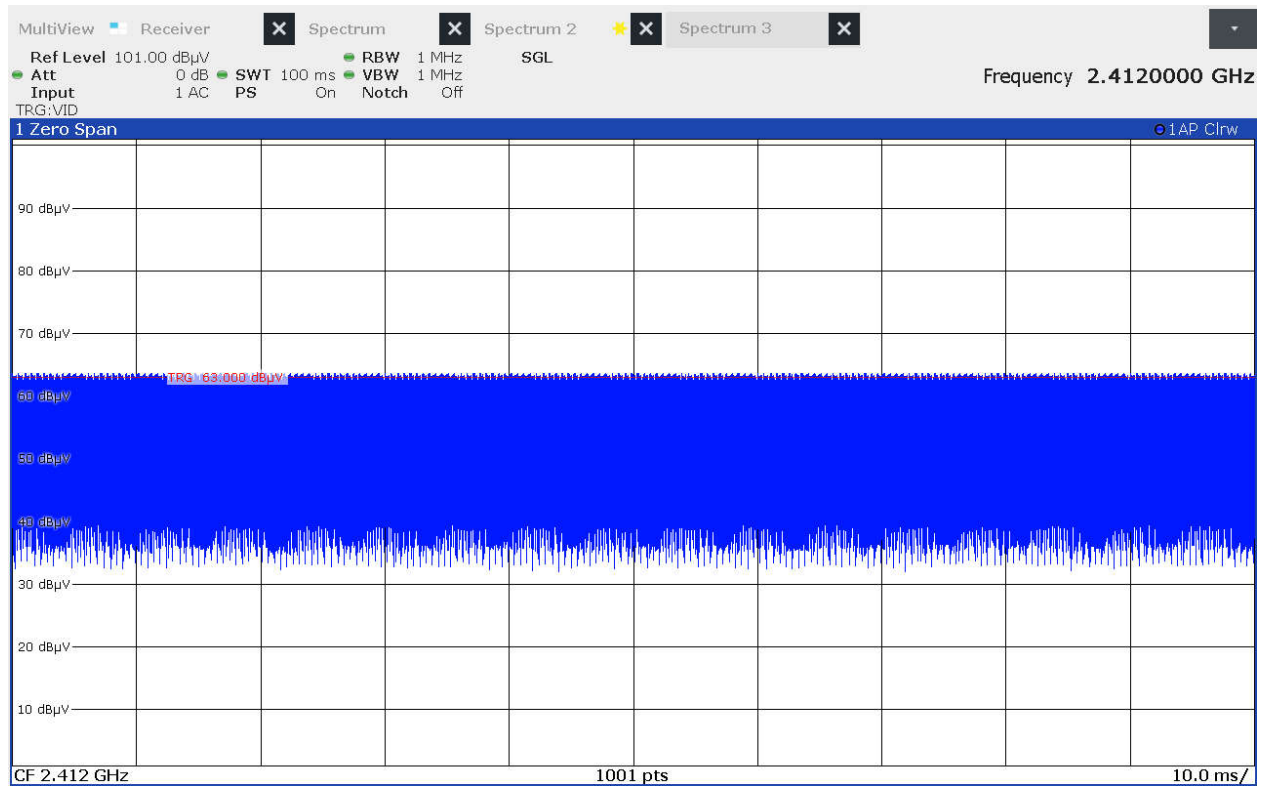 MultiView Receiver X Spectrum X Spectrum 2 X Spectrum 3 X
Ref Level 101.00 dBµV RBW 1 MHz SGL
Att 0 dB SWT 100 ms VBW 1 MHz Frequency 2.4120000 GHz
Input 1 AC PS On Notch Off
TRG:VID
1 Zero Span 1AP Clrw
90 dBµV
80 dBµV
70 dBµV
TRG 63.000 dBµV
60 dBµV
50 dBµV
40 dBµV
30 dBµV
20 dBµV
10 dBµV
CF 2.412 GHz 1001 pts 10.0 ms/